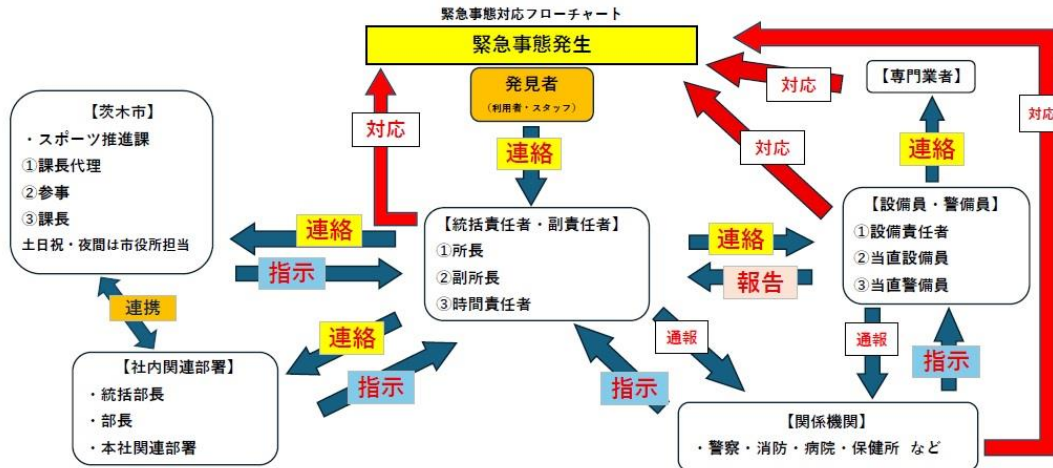 緊急事態対応フローチャート
緊急事態発生
発見者
（利用者・スタッフ）
連絡
対応
対応
対応
対応
【専門業者】
連絡
【茨木市】
・スポーツ推進課
①課長代理
②参事
③課長
土日祝・夜間は市役所担当
連絡
指示
【統括責任者・副責任者】
①所長
②副所長
③時間責任者
連絡
報告
【設備員・警備員】
①設備責任者
②当直設備員
③当直警備員
連携
連絡
指示
通報
指示
通報
指示
【社内関連部署】
・統括部長
・部長
・本社関連部署
【関係機関】
・警察・消防・病院・保健所 など